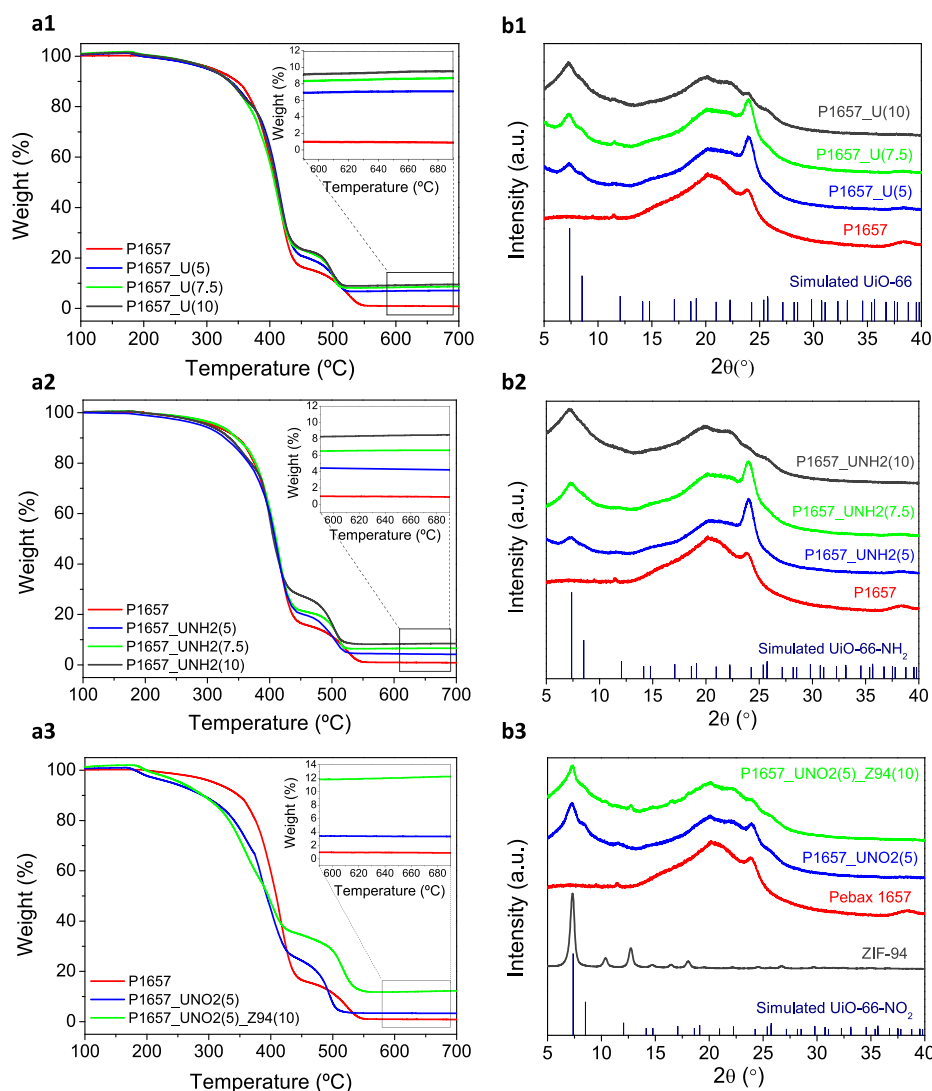 a1
100
80
60
40
20
0
Weight (%)
12
10
8
6
4
2
0
Weight (%)
600 620 640 660 680
Temperature (ºC)
P1657
P1657_U(5)
P1657_U(7.5)
P1657_U(10)
100 200 300 400 500 600 700
Temperature (ºC)
b1
Intensity (a.u.)
P1657_U(10)
P1657_U(7.5)
P1657_U(5)
P1657
Simulated UiO-66
5 10 15 20 25 30 35 40
2θ(°)
a2
100
80
60
40
20
0
Weight (%)
14
12
10
8
6
4
2
0
Weight (%)
600 620 640 660 680
Temperature (ºC)
P1657
P1657_UNH2(5)
P1657_UNH2(7.5)
P1657_UNH2(10)
100 200 300 400 500 600 700
Temperature (ºC)
b2
Intensity (a.u.)
P1657_UNH2(10)
P1657_UNH2(7.5)
P1657_UNH2(5)
P1657
Simulated UiO-66-NH₂
5 10 15 20 25 30 35 40
2θ (°)
a3
100
80
60
40
20
0
Weight (%)
14
12
10
8
6
4
2
0
Weight (%)
600 620 640 660 680
Temperature (ºC)
P1657
P1657_UNO2(5)
P1657_UNO2(5)_Z94(10)
100 200 300 400 500 600 700
Temperature (ºC)
b3
Intensity (a.u.)
P1657_UNO2(5)_Z94(10)
P1657_UNO2(5)
Pebax 1657
ZIF-94
Simulated UiO-66-NO₂
5 10 15 20 25 30 35 40
2θ (°)